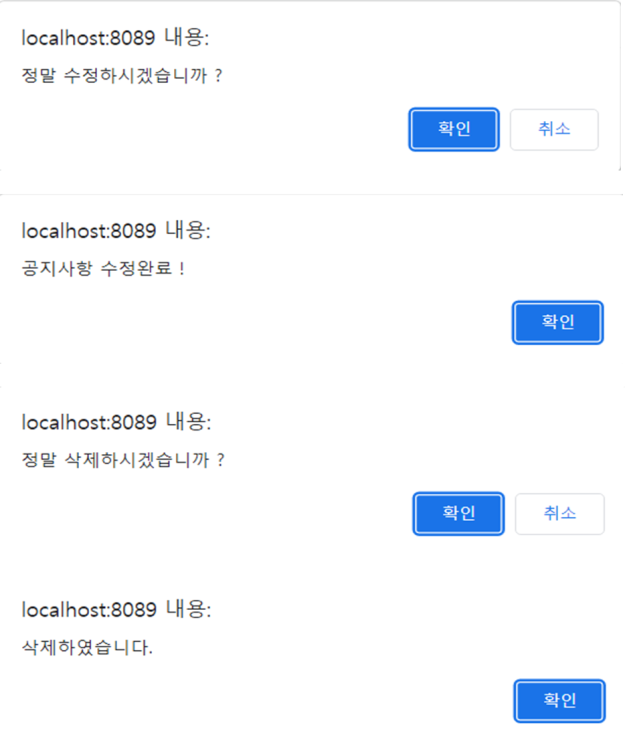 localhost:8089 내용:
정말 수정하시겠습니까 ?
확인 취소
localhost:8089 내용:
공지사항 수정완료 !
확인
localhost:8089 내용:
정말 삭제하시겠습니까 ?
확인 취소
localhost:8089 내용:
삭제하였습니다.
확인